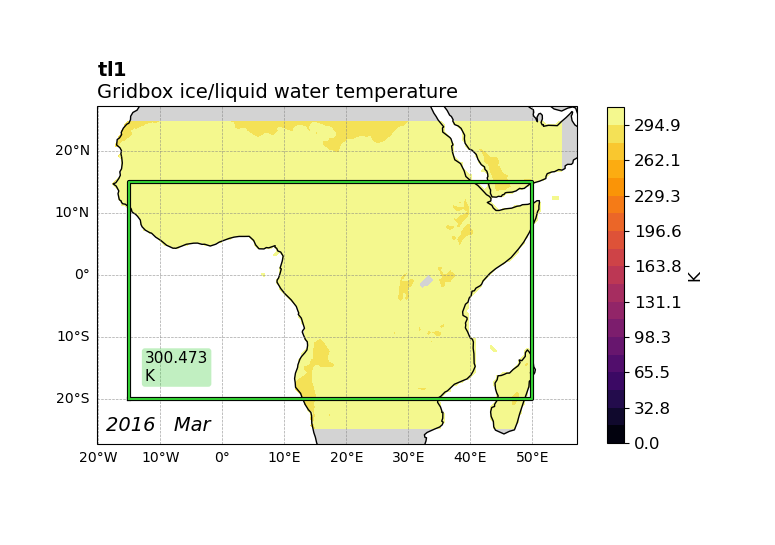 tl1
Gridbox ice/liquid water temperature
20°N
10°N
0°
10°S
20°S
300.473
K
2016 Mar
20°W 10°W 0° 10°E 20°E 30°E 40°E 50°E
294.9
262.1
229.3
196.6
163.8
131.1
98.3
65.5
32.8
0.0
K